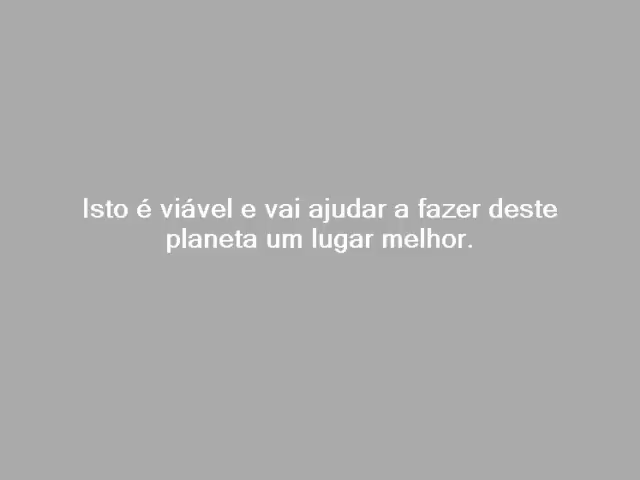 Isto é viável e vai ajudar a fazer deste
planeta um lugar melhor.